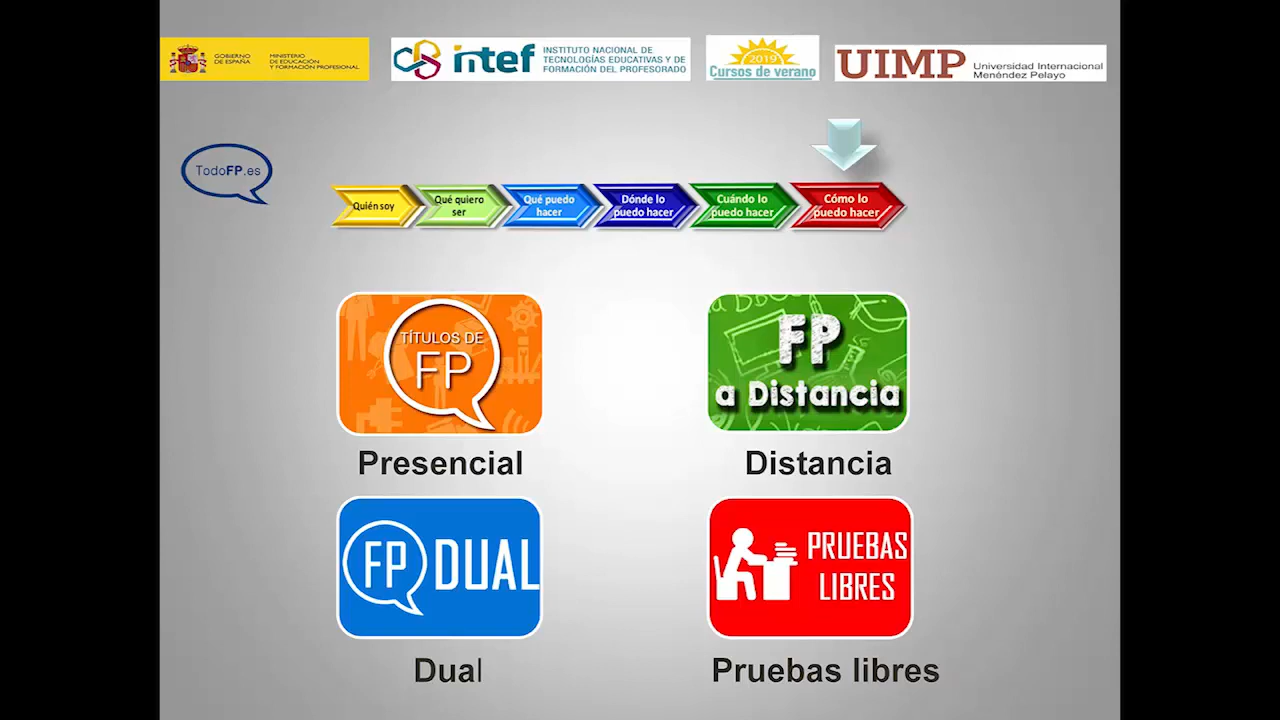 GOBIERNO
DE ESPAÑA
MINISTERIO
DE EDUCACIÓN
Y FORMACIÓN PROFESIONAL
intef
INSTITUTO NACIONAL DE
TECNOLOGÍAS EDUCATIVAS Y DE
FORMACIÓN DEL PROFESORADO
2019
Cursos de verano
UIMP
Universidad Internacional
Menéndez Pelayo
TodoFP.es
Quién soy
Qué quiero
ser
Qué puedo
hacer
Dónde lo
puedo hacer
Cuándo lo
puedo hacer
Cómo lo
puedo hacer
TÍTULOS DE
FP
FP
a Distancia
Presencial
Distancia
FP DUAL
PRUEBAS
LIBRES
Dual
Pruebas libres